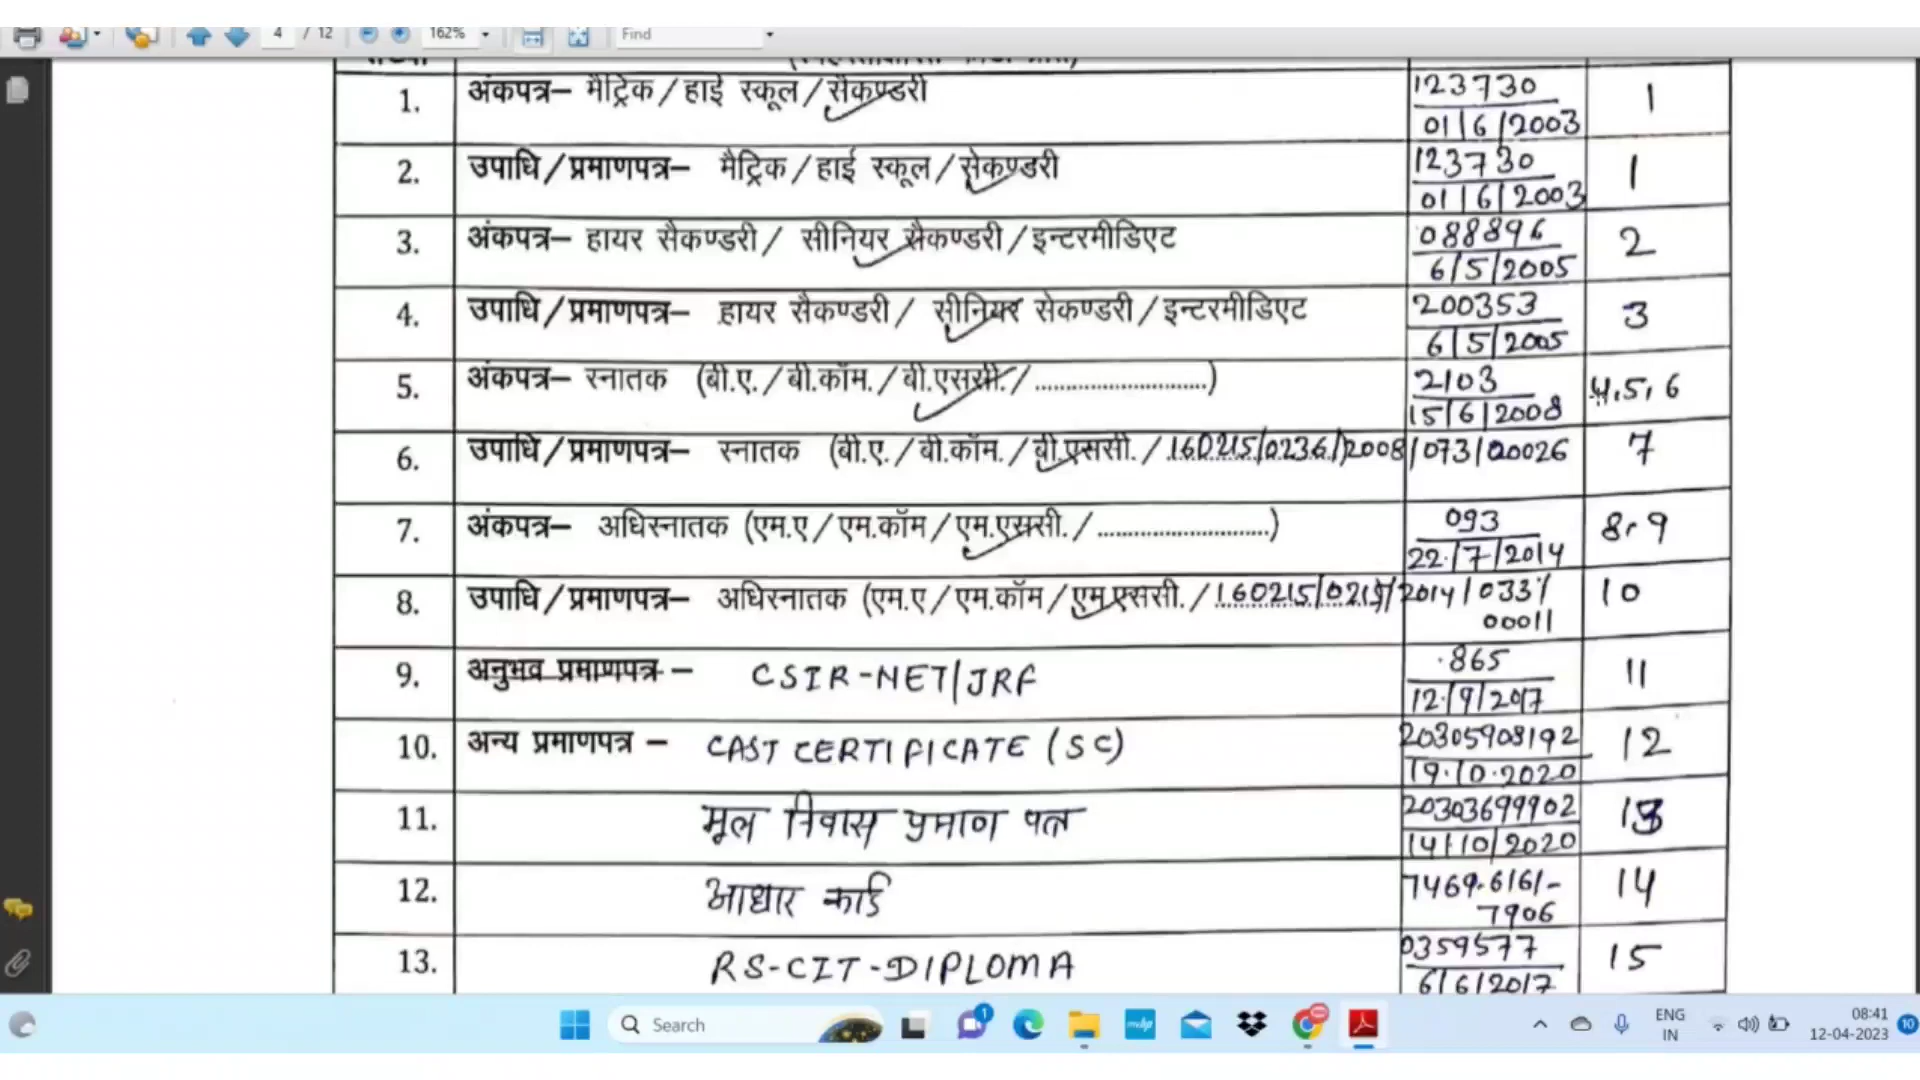 4 / 12 162% Find
1. अंकपत्र– मैट्रिक/हाई स्कूल/सैकण्डरी 123730 1
01/6/2003
2. उपाधि/प्रमाणपत्र– मैट्रिक/हाई स्कूल/सेकण्डरी 123730 1
01/6/2003
3. अंकपत्र– हायर सैकण्डरी/ सीनियर सैकण्डरी/इन्टरमीडिएट 088896 2
6/5/2005
4. उपाधि/प्रमाणपत्र– हायर सैकण्डरी/ सीनियर सेकण्डरी/इन्टरमीडिएट 200353 3
6/5/2005
5. अंकपत्र– स्नातक (बी.ए./बी.कॉम./बी.एससी./..........................) 2103 4,5,6
15/6/2008
6. उपाधि/प्रमाणपत्र– स्नातक (बी.ए./बी.कॉम./बी.एससी./160215/0236/)2008/073/00026 7
7. अंकपत्र– अधिस्नातक (एम.ए/एम.कॉम/एम.एससी./..........................) 093 8,9
22/7/2014
8. उपाधि/प्रमाणपत्र– अधिस्नातक (एम.ए/एम.कॉम/एम.एससी./160215/0215)/2014/033/ 10
00011
9. अनुभव प्रमाणपत्र – CSIR-NET/JRF 865 11
12/9/2017
10. अन्य प्रमाणपत्र – CAST CERTIFICATE (SC) 20305908192 12
19.10.2020
11. मूल निवास प्रमाण पत्र 20303699902 13
14/10/2020
12. आधार कार्ड 7469-6161- 14
7906
13. RS-CIT-DIPLOMA 0359577 15
6/6/2017
Search 1 ENG 08:41
IN 12-04-2023 10